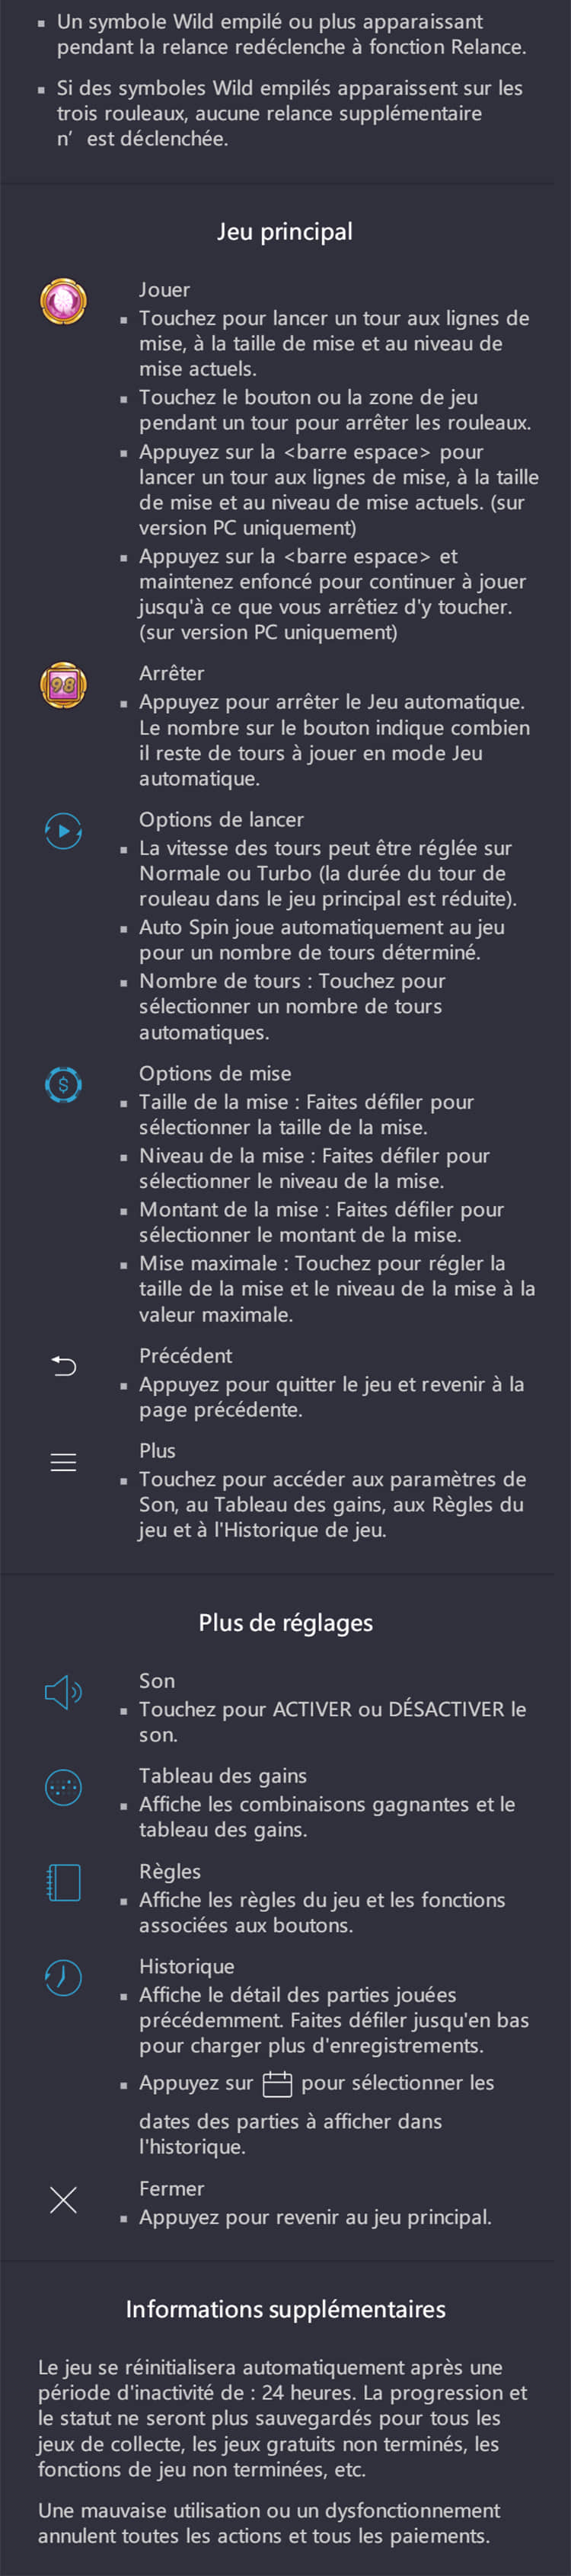 Un symbole Wild empilé ou plus apparaissant
pendant la relance redéclenche à fonction Relance.
Si des symboles Wild empilés apparaissent sur les
trois rouleaux, aucune relance supplémentaire
n’ est déclenchée.
Jeu principal
Jouer
Touchez pour lancer un tour aux lignes de
mise, à la taille de mise et au niveau de
mise actuels.
Touchez le bouton ou la zone de jeu
pendant un tour pour arrêter les rouleaux.
Appuyez sur la <barre espace> pour
lancer un tour aux lignes de mise, à la taille
de mise et au niveau de mise actuels. (sur
version PC uniquement)
Appuyez sur la <barre espace> et
maintenez enfoncé pour continuer à jouer
jusqu'à ce que vous arrêtiez d'y toucher.
(sur version PC uniquement)
98
Arrêter
Appuyez pour arrêter le Jeu automatique.
Le nombre sur le bouton indique combien
il reste de tours à jouer en mode Jeu
automatique.
Options de lancer
La vitesse des tours peut être réglée sur
Normale ou Turbo (la durée du tour de
rouleau dans le jeu principal est réduite).
Auto Spin joue automatiquement au jeu
pour un nombre de tours déterminé.
Nombre de tours : Touchez pour
sélectionner un nombre de tours
automatiques.
$
Options de mise
Taille de la mise : Faites défiler pour
sélectionner la taille de la mise.
Niveau de la mise : Faites défiler pour
sélectionner le niveau de la mise.
Montant de la mise : Faites défiler pour
sélectionner le montant de la mise.
Mise maximale : Touchez pour régler la
taille de la mise et le niveau de la mise à la
valeur maximale.
Précédent
Appuyez pour quitter le jeu et revenir à la
page précédente.
Plus
Touchez pour accéder aux paramètres de
Son, au Tableau des gains, aux Règles du
jeu et à l'Historique de jeu.
Plus de réglages
Son
Touchez pour ACTIVER ou DÉSACTIVER le
son.
Tableau des gains
Affiche les combinaisons gagnantes et le
tableau des gains.
Règles
Affiche les règles du jeu et les fonctions
associées aux boutons.
Historique
Affiche le détail des parties jouées
précédemment. Faites défiler jusqu'en bas
pour charger plus d'enregistrements.
Appuyez sur pour sélectionner les
dates des parties à afficher dans
l'historique.
Fermer
Appuyez pour revenir au jeu principal.
Informations supplémentaires
Le jeu se réinitialisera automatiquement après une
période d'inactivité de : 24 heures. La progression et
le statut ne seront plus sauvegardés pour tous les
jeux de collecte, les jeux gratuits non terminés, les
fonctions de jeu non terminées, etc.
Une mauvaise utilisation ou un dysfonctionnement
annulent toutes les actions et tous les paiements.